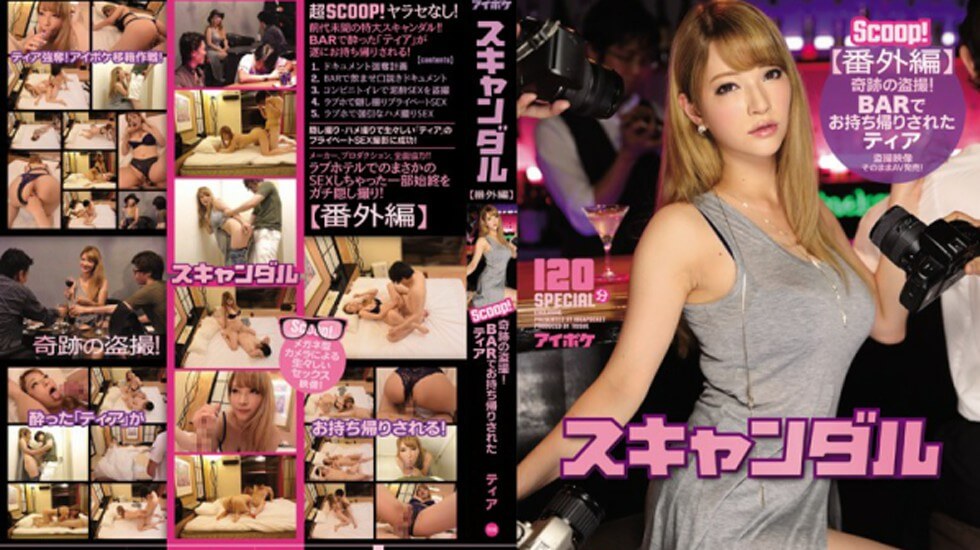 ティア強奪!アイポケ移籍作戦!
奇跡の盗撮!
酔った「ティア」が
お持ち帰りされる!
スキャンダル
Scoop!
メガネ型
カメラによる
生々しい
セックス
映像!
超SCOOP!ヤラセなし!
前代未聞の特大スキャンダル!!
BARで酔った「ティア」が
遂にお持ち帰りされる!
【contents】
1. ドキュメント強奪計画
2. BARで飲ませ口説きドキュメント
3. コンビニトイレで泥酔SEXを盗撮
4. ラブホで隠し撮りプライベートSEX
5. ラブホで強引なハメ撮りSEX
隠し撮り・ハメ撮りで生々しい「ティア」の
プライベートSEX撮影に成功!
メーカー、プロダクション、全面協力!!
ラブホテルでのまさかの
SEXしちゃった一部始終を
ガチ隠し撮り!
【番外編】
アイポケ
スキャンダル
【番外編】
Scoop!
奇跡の盗撮!
BARでお持ち帰りされた
ティア
ティア
Scoop!
【番外編】
奇跡の盗撮!
BARで
お持ち帰りされた
ティア
盗撮映像
そのままAV発売!
120分
SPECIAL
アイポケ
スキャンダル